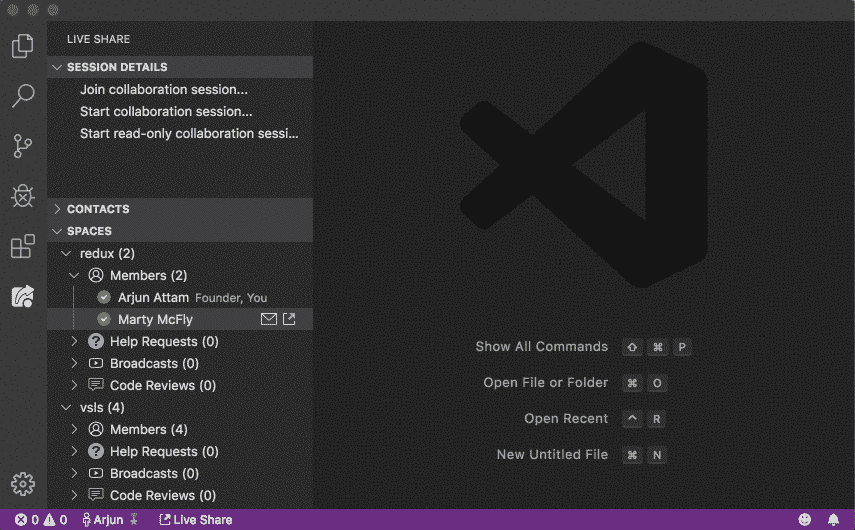 LIVE SHARE
SESSION DETAILS
Join collaboration session...
Start collaboration session...
Start read-only collaboration sessi...
CONTACTS
SPACES
redux (2)
Members (2)
Arjun Attam Founder, You
Marty McFly
? Help Requests (0)
Broadcasts (0)
Code Reviews (0)
vsls (4)
Members (4)
? Help Requests (0)
Broadcasts (0)
Code Reviews (0)
Show All Commands ⇧ ⌘ P
Open File or Folder ⌘ O
Open Recent ^ R
New Untitled File ⌘ N
0 0 Arjun Live Share